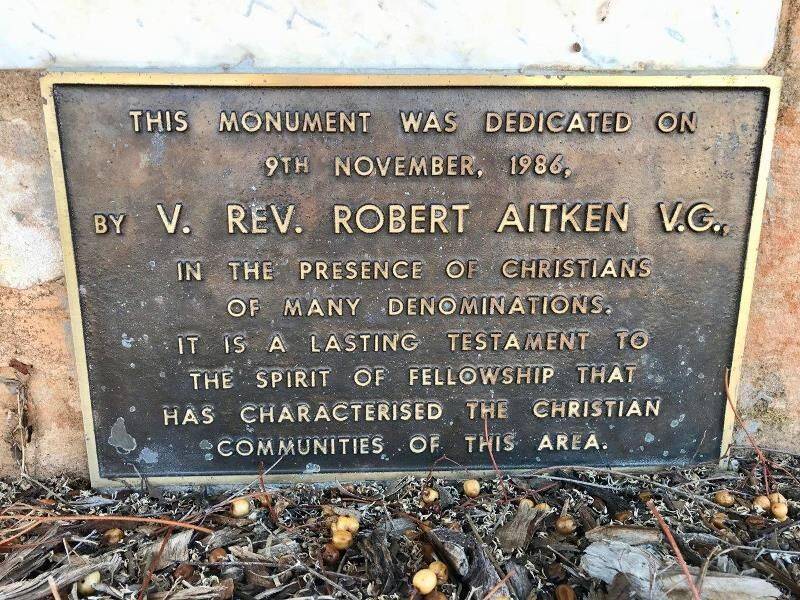 THIS MONUMENT WAS DEDICATED ON
9TH NOVEMBER, 1986,
BY V. REV. ROBERT AITKEN V.G.,
IN THE PRESENCE OF CHRISTIANS
OF MANY DENOMINATIONS.
IT IS A LASTING TESTAMENT TO
THE SPIRIT OF FELLOWSHIP THAT
HAS CHARACTERISED THE CHRISTIAN
COMMUNITIES OF THIS AREA.